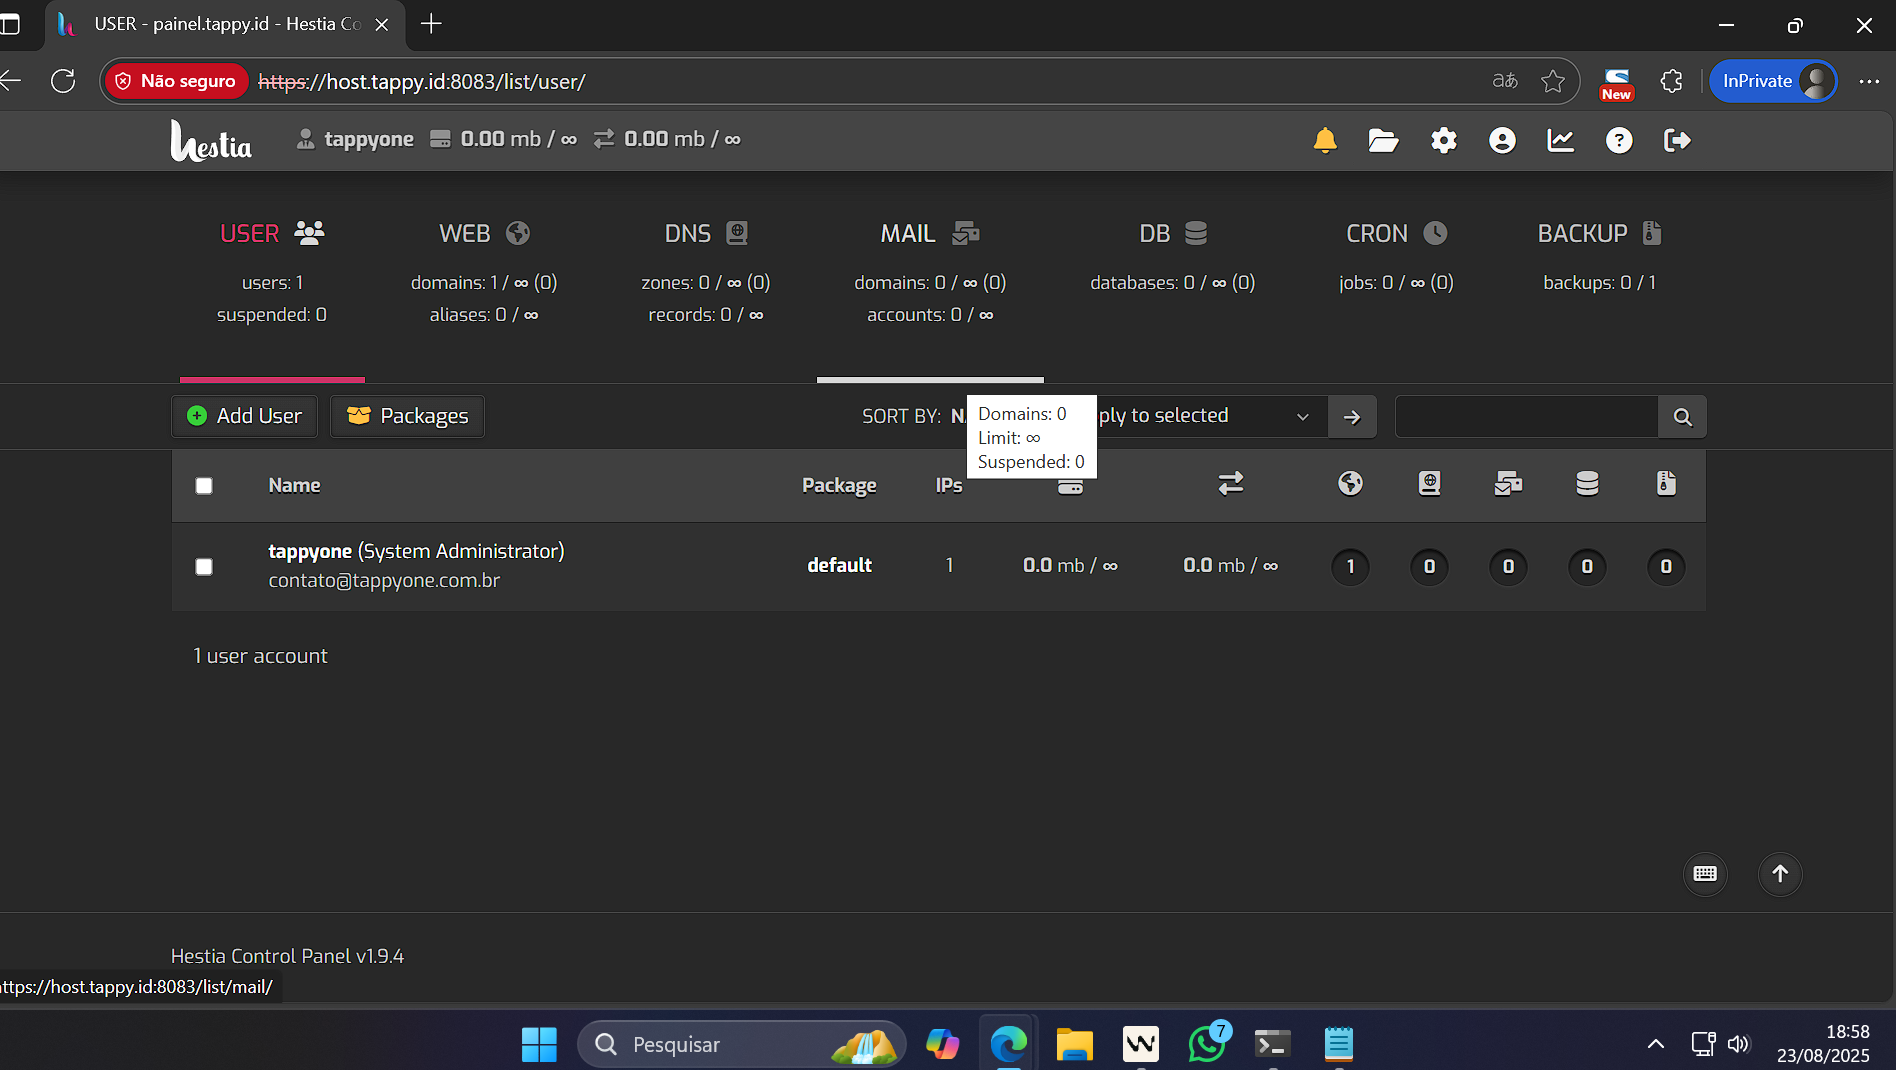 USER - painel.tappy.id - Hestia Co
Não seguro https://host.tappy.id:8083/list/user/ aあ New InPrivate
hestia tappyone 0.00 mb / ∞ 0.00 mb / ∞
USER WEB DNS MAIL DB CRON BACKUP
users: 1 domains: 1 / ∞ (0) zones: 0 / ∞ (0) domains: 0 / ∞ (0) databases: 0 / ∞ (0) jobs: 0 / ∞ (0) backups: 0 / 1
suspended: 0 aliases: 0 / ∞ records: 0 / ∞ accounts: 0 / ∞
Add User Packages SORT BY: ply to selected
Domains: 0
Limit: ∞
Suspended: 0
Name Package IPs
tappyone (System Administrator) default 1 0.0 mb / ∞ 0.0 mb / ∞ 1 0 0 0 0
contato@tappyone.com.br
1 user account
Hestia Control Panel v1.9.4
ttps://host.tappy.id:8083/list/mail/
Pesquisar 7 18:58
23/08/2025